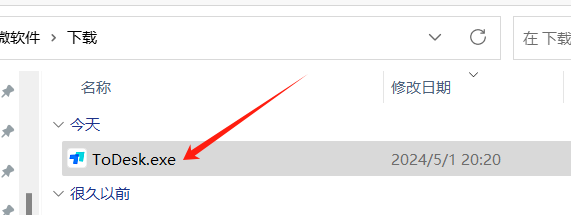 微软件 › 下载
在 下载
名称
修改日期
今天
ToDesk.exe
2024/5/1 20:20
很久以前